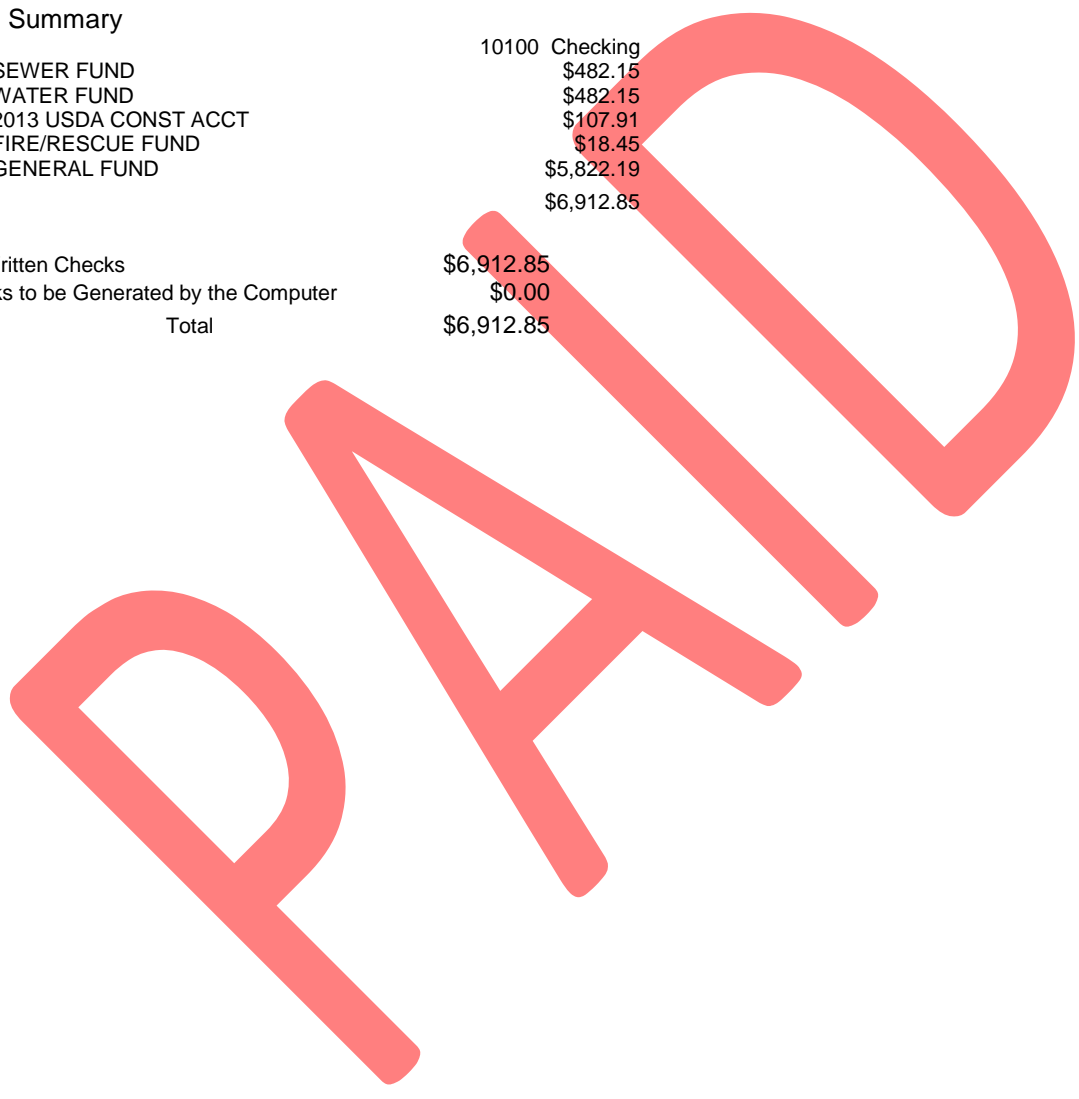 Summary
10100 Checking
SEWER FUND $482.15
WATER FUND $482.15
2013 USDA CONST ACCT $107.91
FIRE/RESCUE FUND $18.45
GENERAL FUND $5,822.19
$6,912.85
ritten Checks $6,912.85
ks to be Generated by the Computer $0.00
Total $6,912.85
PAID